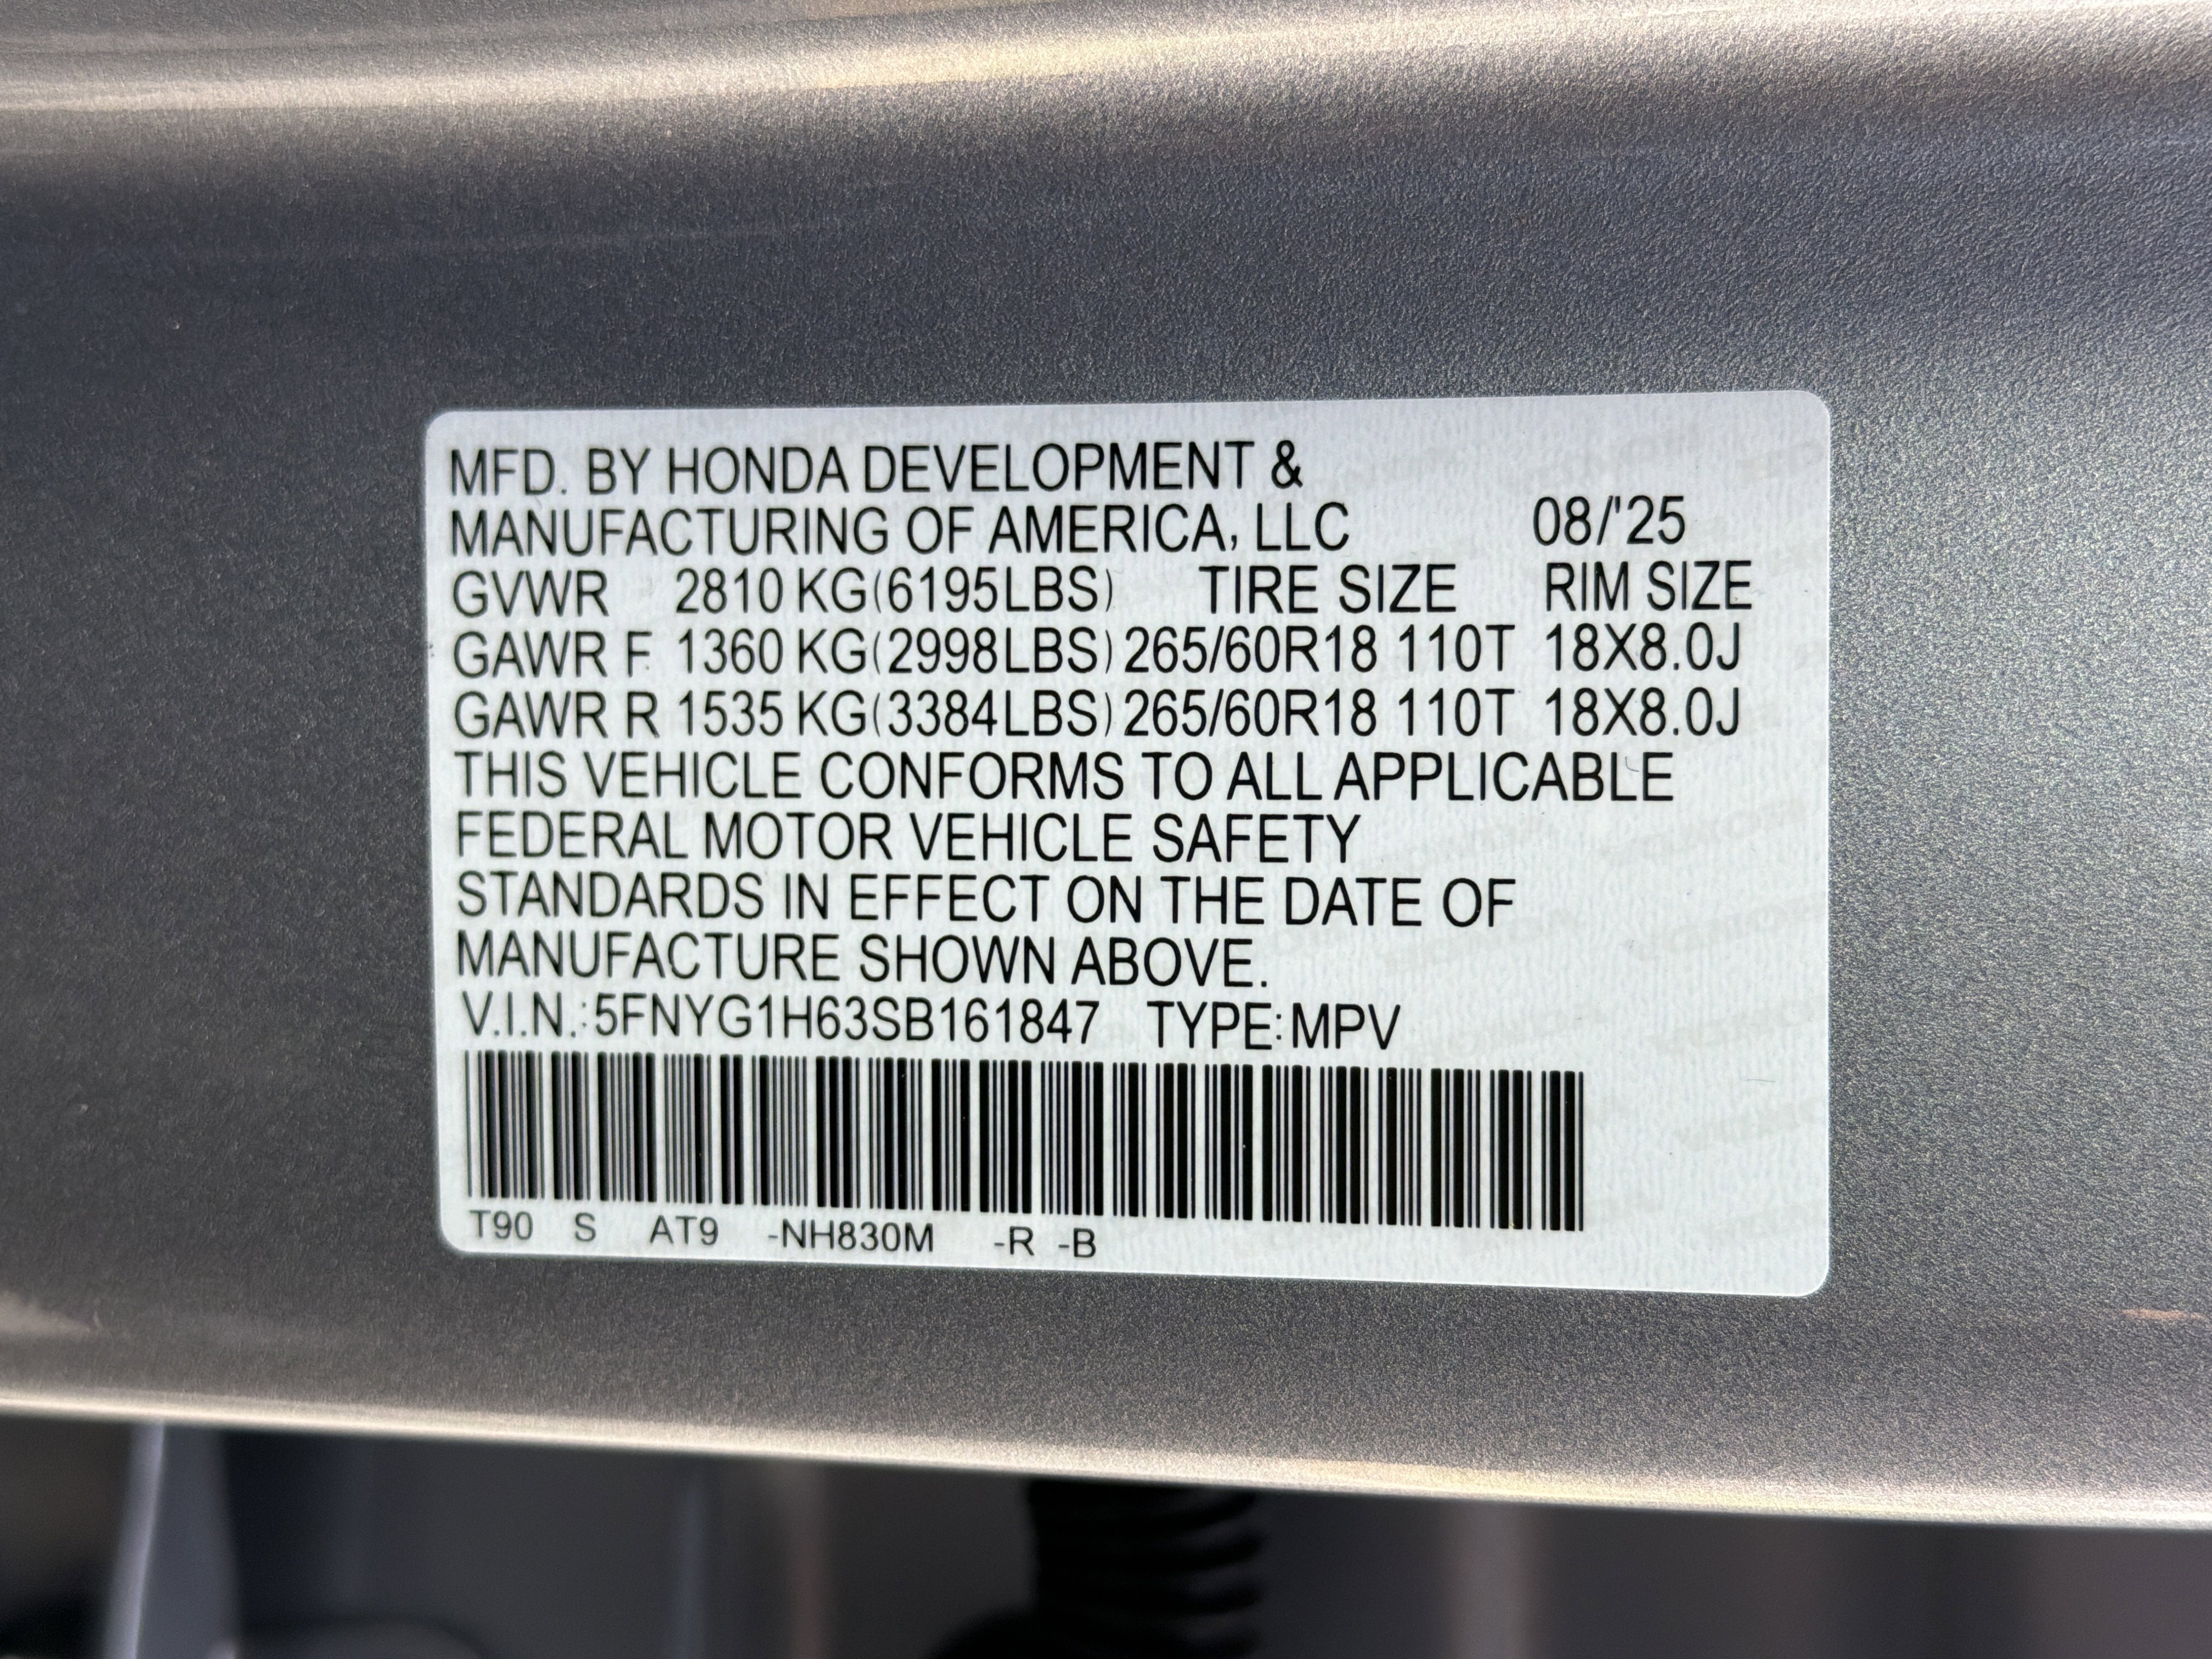 MFD. BY HONDA DEVELOPMENT &
MANUFACTURING OF AMERICA, LLC 08/'25
GVWR 2810 KG(6195LBS) TIRE SIZE RIM SIZE
GAWR F 1360 KG(2998LBS) 265/60R18 110T 18X8.0J
GAWR R 1535 KG(3384LBS) 265/60R18 110T 18X8.0J
THIS VEHICLE CONFORMS TO ALL APPLICABLE
FEDERAL MOTOR VEHICLE SAFETY
STANDARDS IN EFFECT ON THE DATE OF
MANUFACTURE SHOWN ABOVE.
V.I.N.:5FNYG1H63SB161847 TYPE:MPV
T90 S AT9 -NH830M -R -B